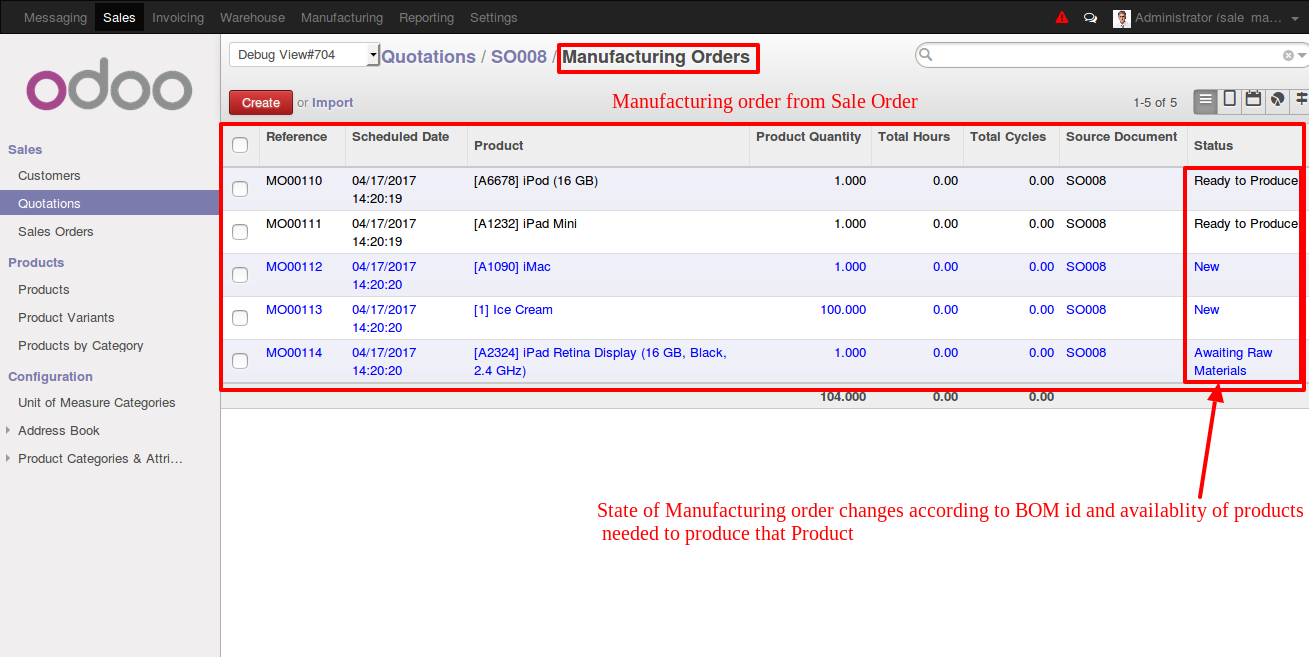 Messaging Sales Invoicing Warehouse Manufacturing Reporting Settings Administrator (sale_ma...
odoo
Debug View#704 Quotations / SO008 / Manufacturing Orders
Create or Import Manufacturing order from Sale Order 1-5 of 5
Sales
Customers
Quotations
Sales Orders
Products
Products
Product Variants
Products by Category
Configuration
Unit of Measure Categories
Address Book
Product Categories & Attri...
Reference Scheduled Date Product Product Quantity Total Hours Total Cycles Source Document Status
MO00110 04/17/2017 [A6678] iPod (16 GB) 1.000 0.00 0.00 SO008 Ready to Produce
14:20:19
MO00111 04/17/2017 [A1232] iPad Mini 1.000 0.00 0.00 SO008 Ready to Produce
14:20:19
MO00112 04/17/2017 [A1090] iMac 1.000 0.00 0.00 SO008 New
14:20:20
MO00113 04/17/2017 [1] Ice Cream 100.000 0.00 0.00 SO008 New
14:20:20
MO00114 04/17/2017 [A2324] iPad Retina Display (16 GB, Black, 1.000 0.00 0.00 SO008 Awaiting Raw
14:20:20 2.4 GHz) Materials
104.000 0.00 0.00
State of Manufacturing order changes according to BOM id and availablity of products
needed to produce that Product